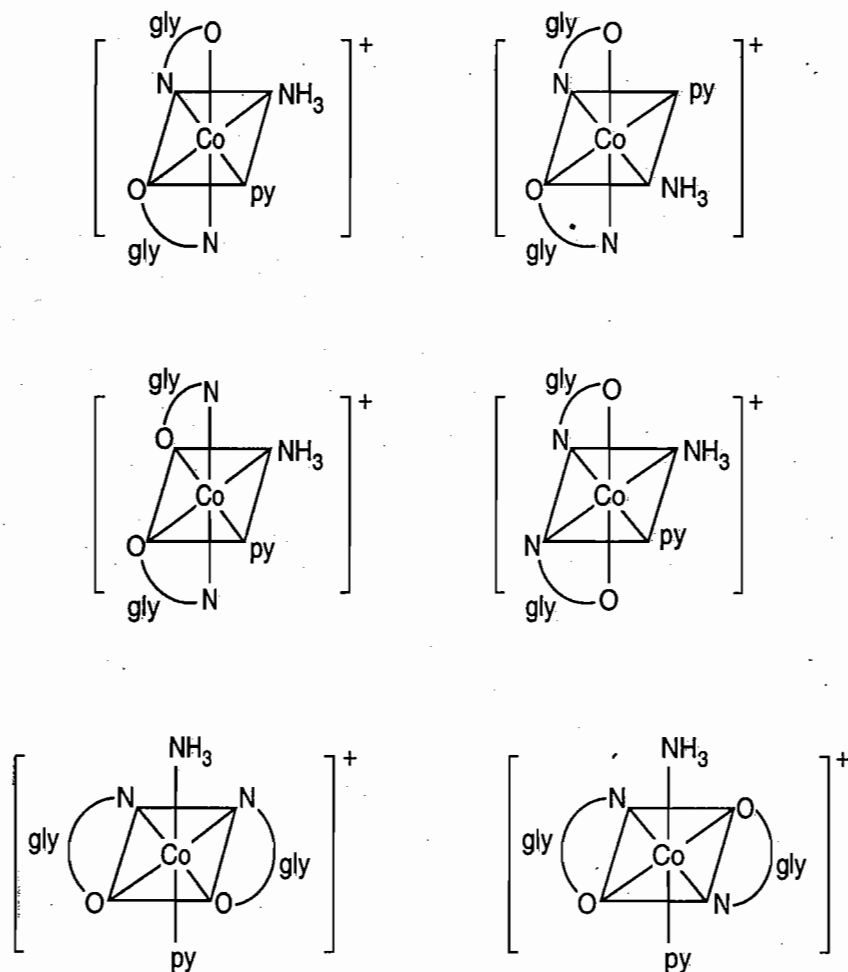 gly O gly O
+ +
N NH3 N py
Co Co
O py O NH3
gly N gly N
gly N gly O
+ +
O NH3 N NH3
Co Co
O py N py
gly N gly O
NH3 NH3
+ +
N N N O
gly Co gly gly Co gly
O O O N
py py